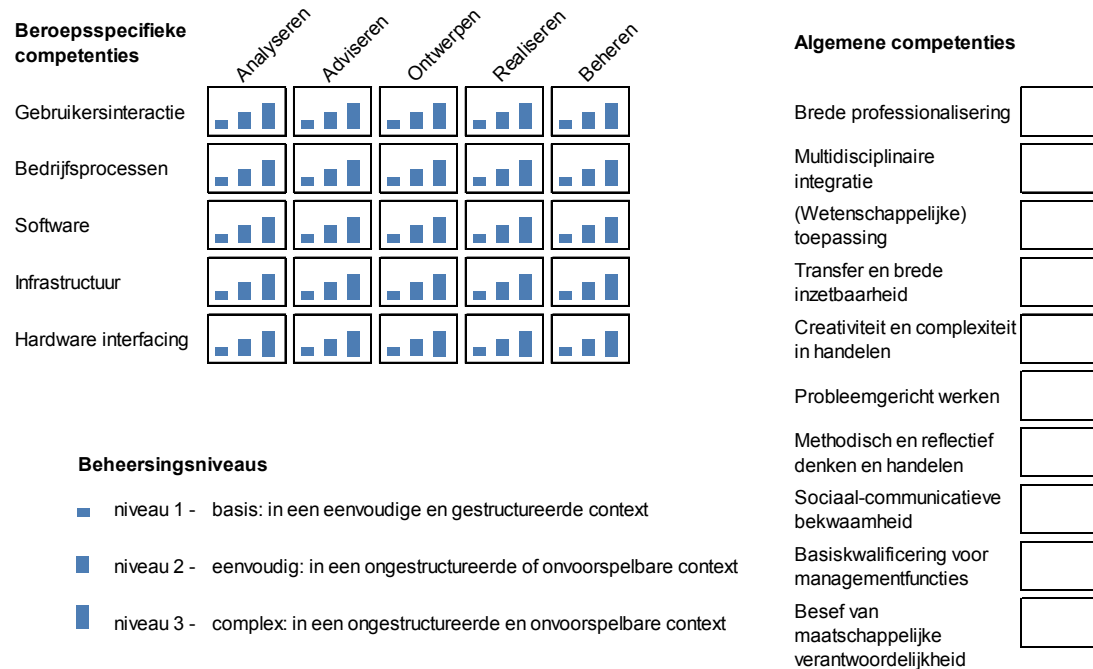 Beroepsspecifieke
competenties
Analyseren
Adviseren
Ontwerpen
Realiseren
Beheren
Gebruikersinteractie
Bedrijfsprocessen
Software
Infrastructuur
Hardware interfacing
Beheersingsniveaus
niveau 1 - basis: in een eenvoudige en gestructureerde context
niveau 2 - eenvoudig: in een ongestructureerde of onvoorspelbare context
niveau 3 - complex: in een ongestructureerde en onvoorspelbare context
Algemene competenties
Brede professionalisering
Multidisciplinaire
integratie
(Wetenschappelijke)
toepassing
Transfer en brede
inzetbaarheid
Creativiteit en complexiteit
in handelen
Probleemgericht werken
Methodisch en reflectief
denken en handelen
Sociaal-communicatieve
bekwaamheid
Basiskwalificering voor
managementfuncties
Besef van
maatschappelijke
verantwoordelijkheid